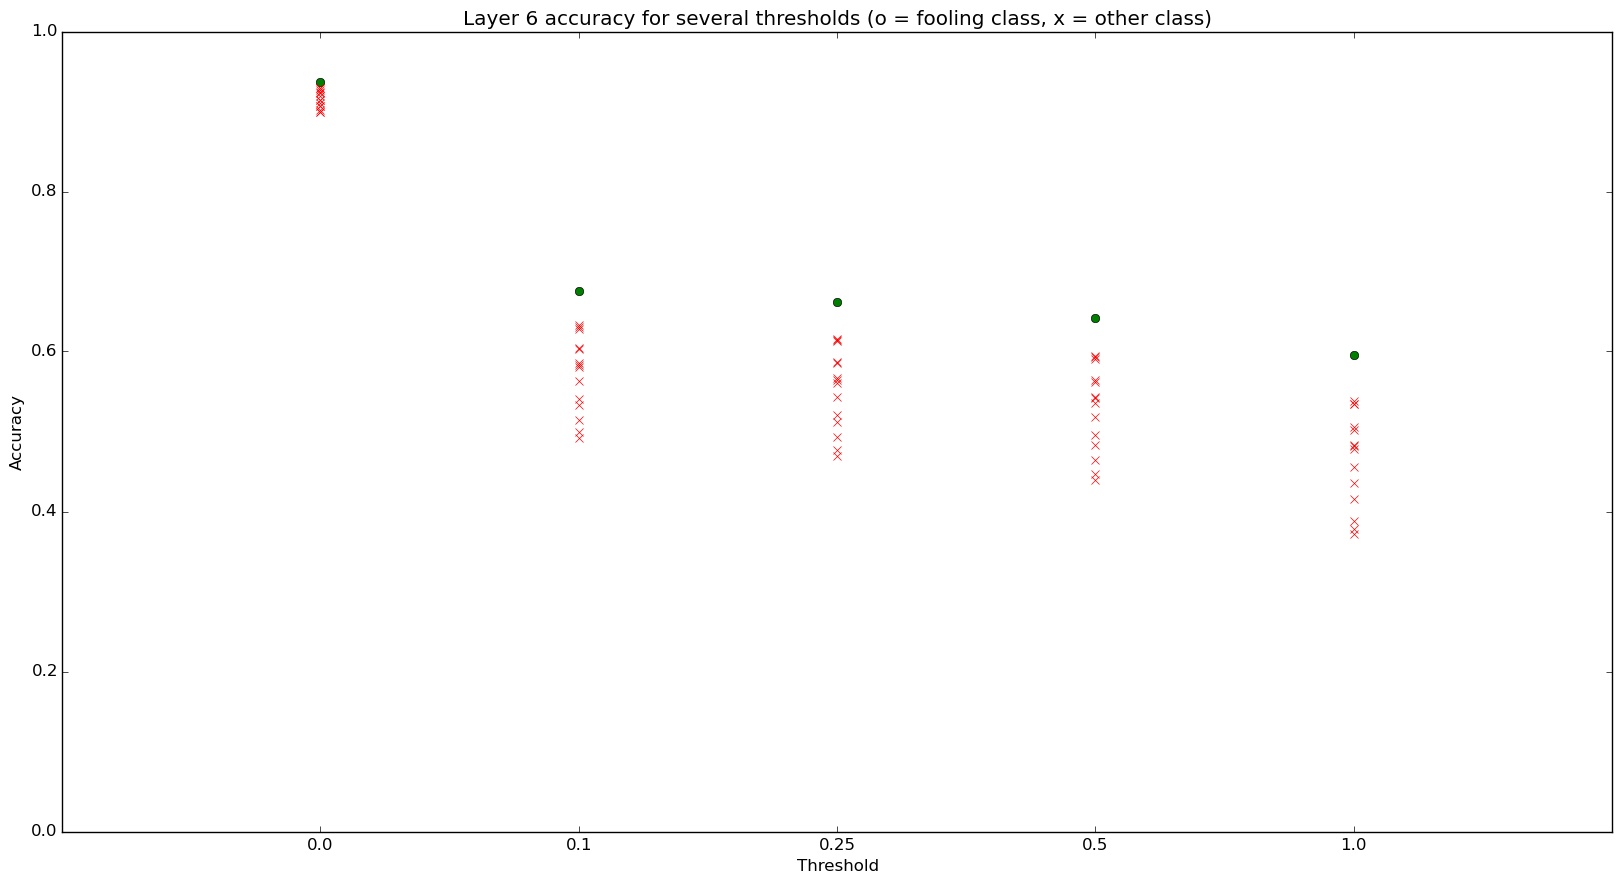 Layer 6 accuracy for several thresholds (o = fooling class, x = other class)
1.0
0.8
0.6
0.4
0.2
0.0
Accuracy
0.0 0.1 0.25 0.5 1.0
Threshold